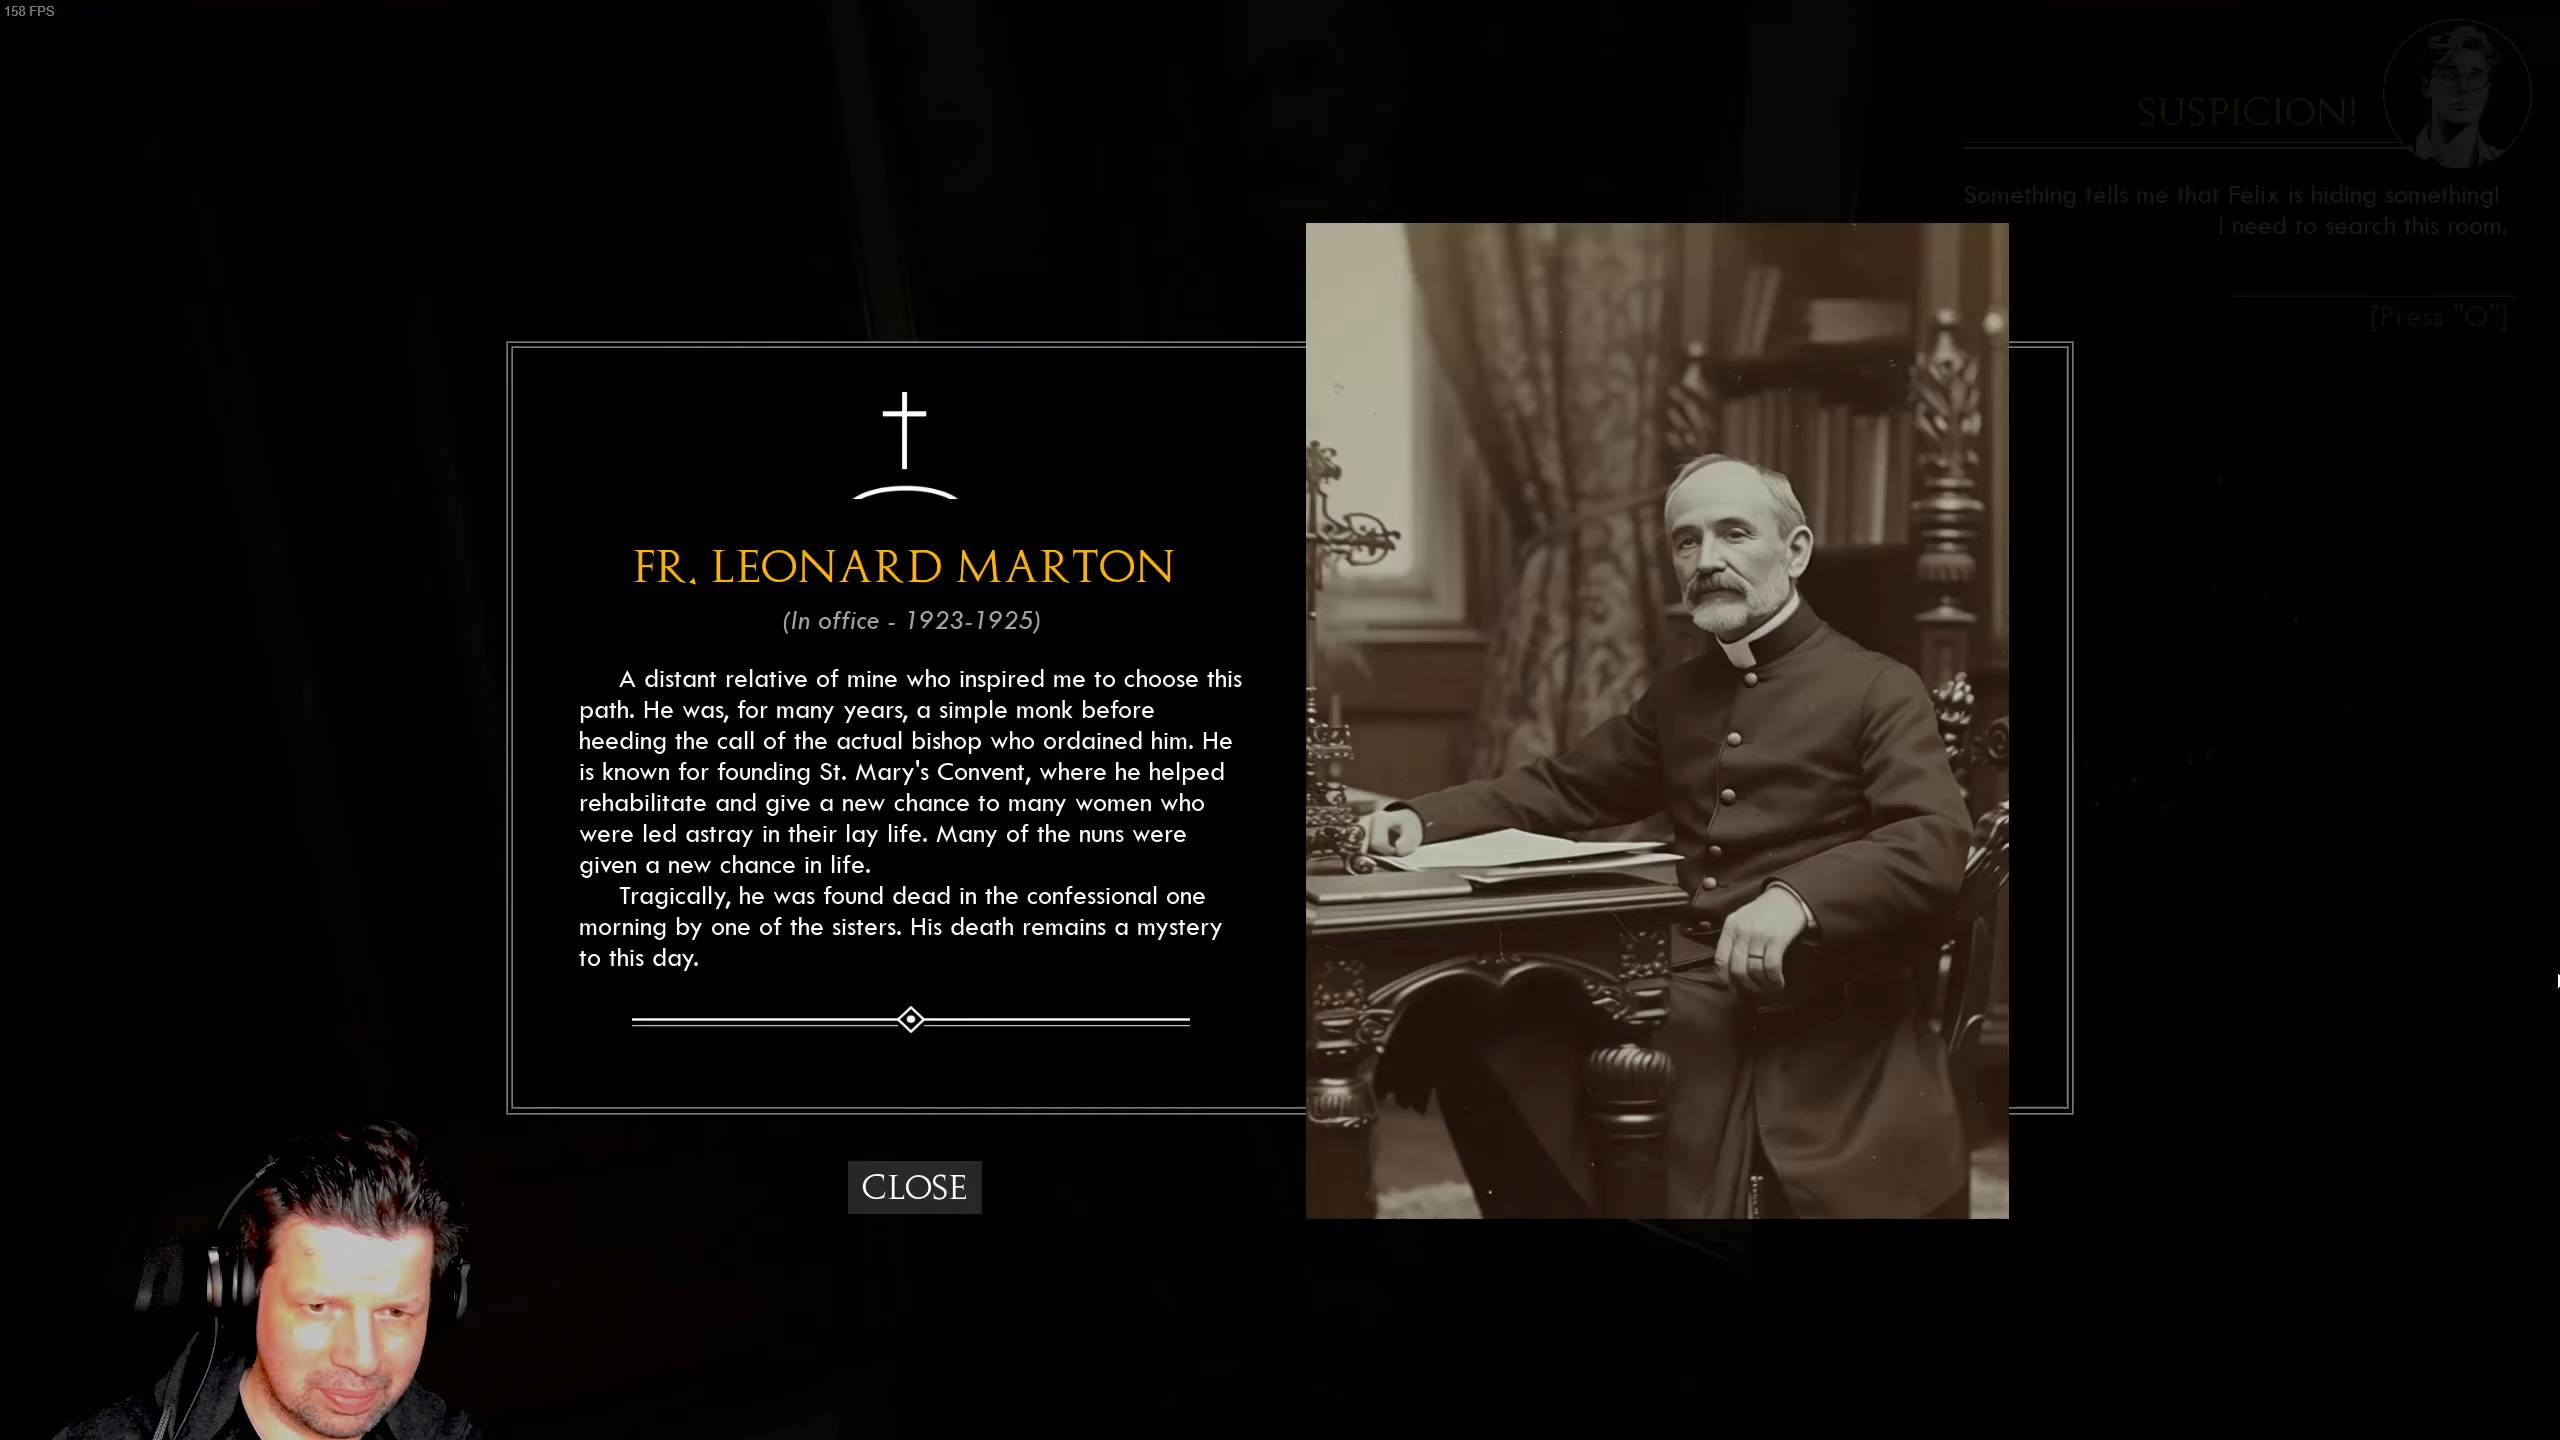 158 FPS
SUSPICION!
Something tells me that Felix is hiding something!
I need to search this room.
[Press "Q"]
FR. LEONARD MARTON
(In office - 1923-1925)
A distant relative of mine who inspired me to choose this
path. He was, for many years, a simple monk before
heeding the call of the actual bishop who ordained him. He
is known for founding St. Mary's Convent, where he helped
rehabilitate and give a new chance to many women who
were led astray in their lay life. Many of the nuns were
given a new chance in life.
Tragically, he was found dead in the confessional one
morning by one of the sisters. His death remains a mystery
to this day.
CLOSE